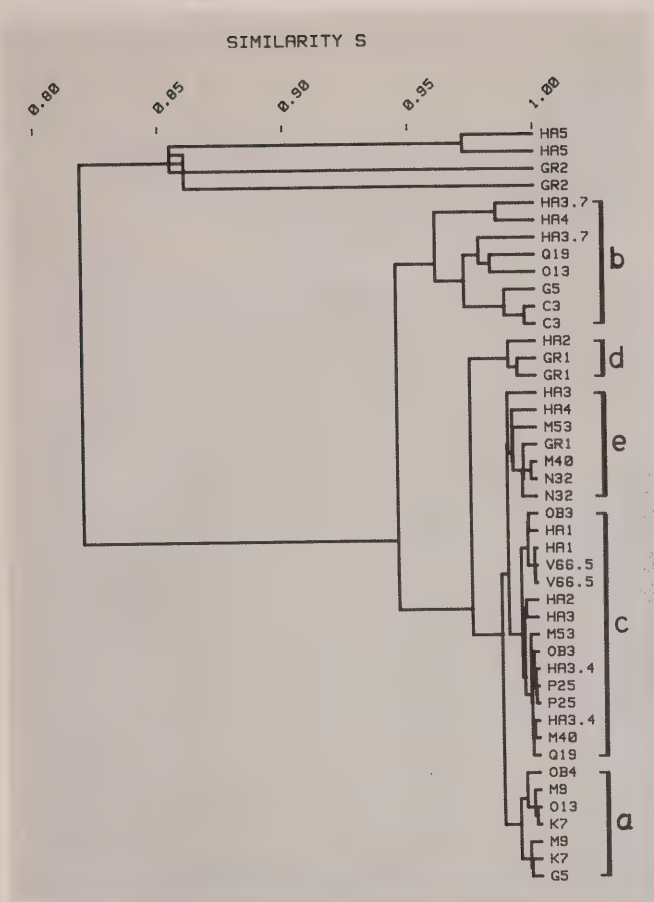 SIMILARITY S
0.80 0.85 0.90 0.95 1.00
HA5
HA5
GR2
GR2
HA3.7
HA4
HA3.7
Q19
O13
G5
C3
C3
b
HA2
GR1
GR1
d
HA3
HA4
M53
GR1
M40
N32
N32
e
OB3
HA1
HA1
V66.5
V66.5
HA2
HA3
M53
OB3
HA3.4
P25
P25
HA3.4
M40
Q19
c
OB4
M9
O13
K7
M9
K7
G5
a